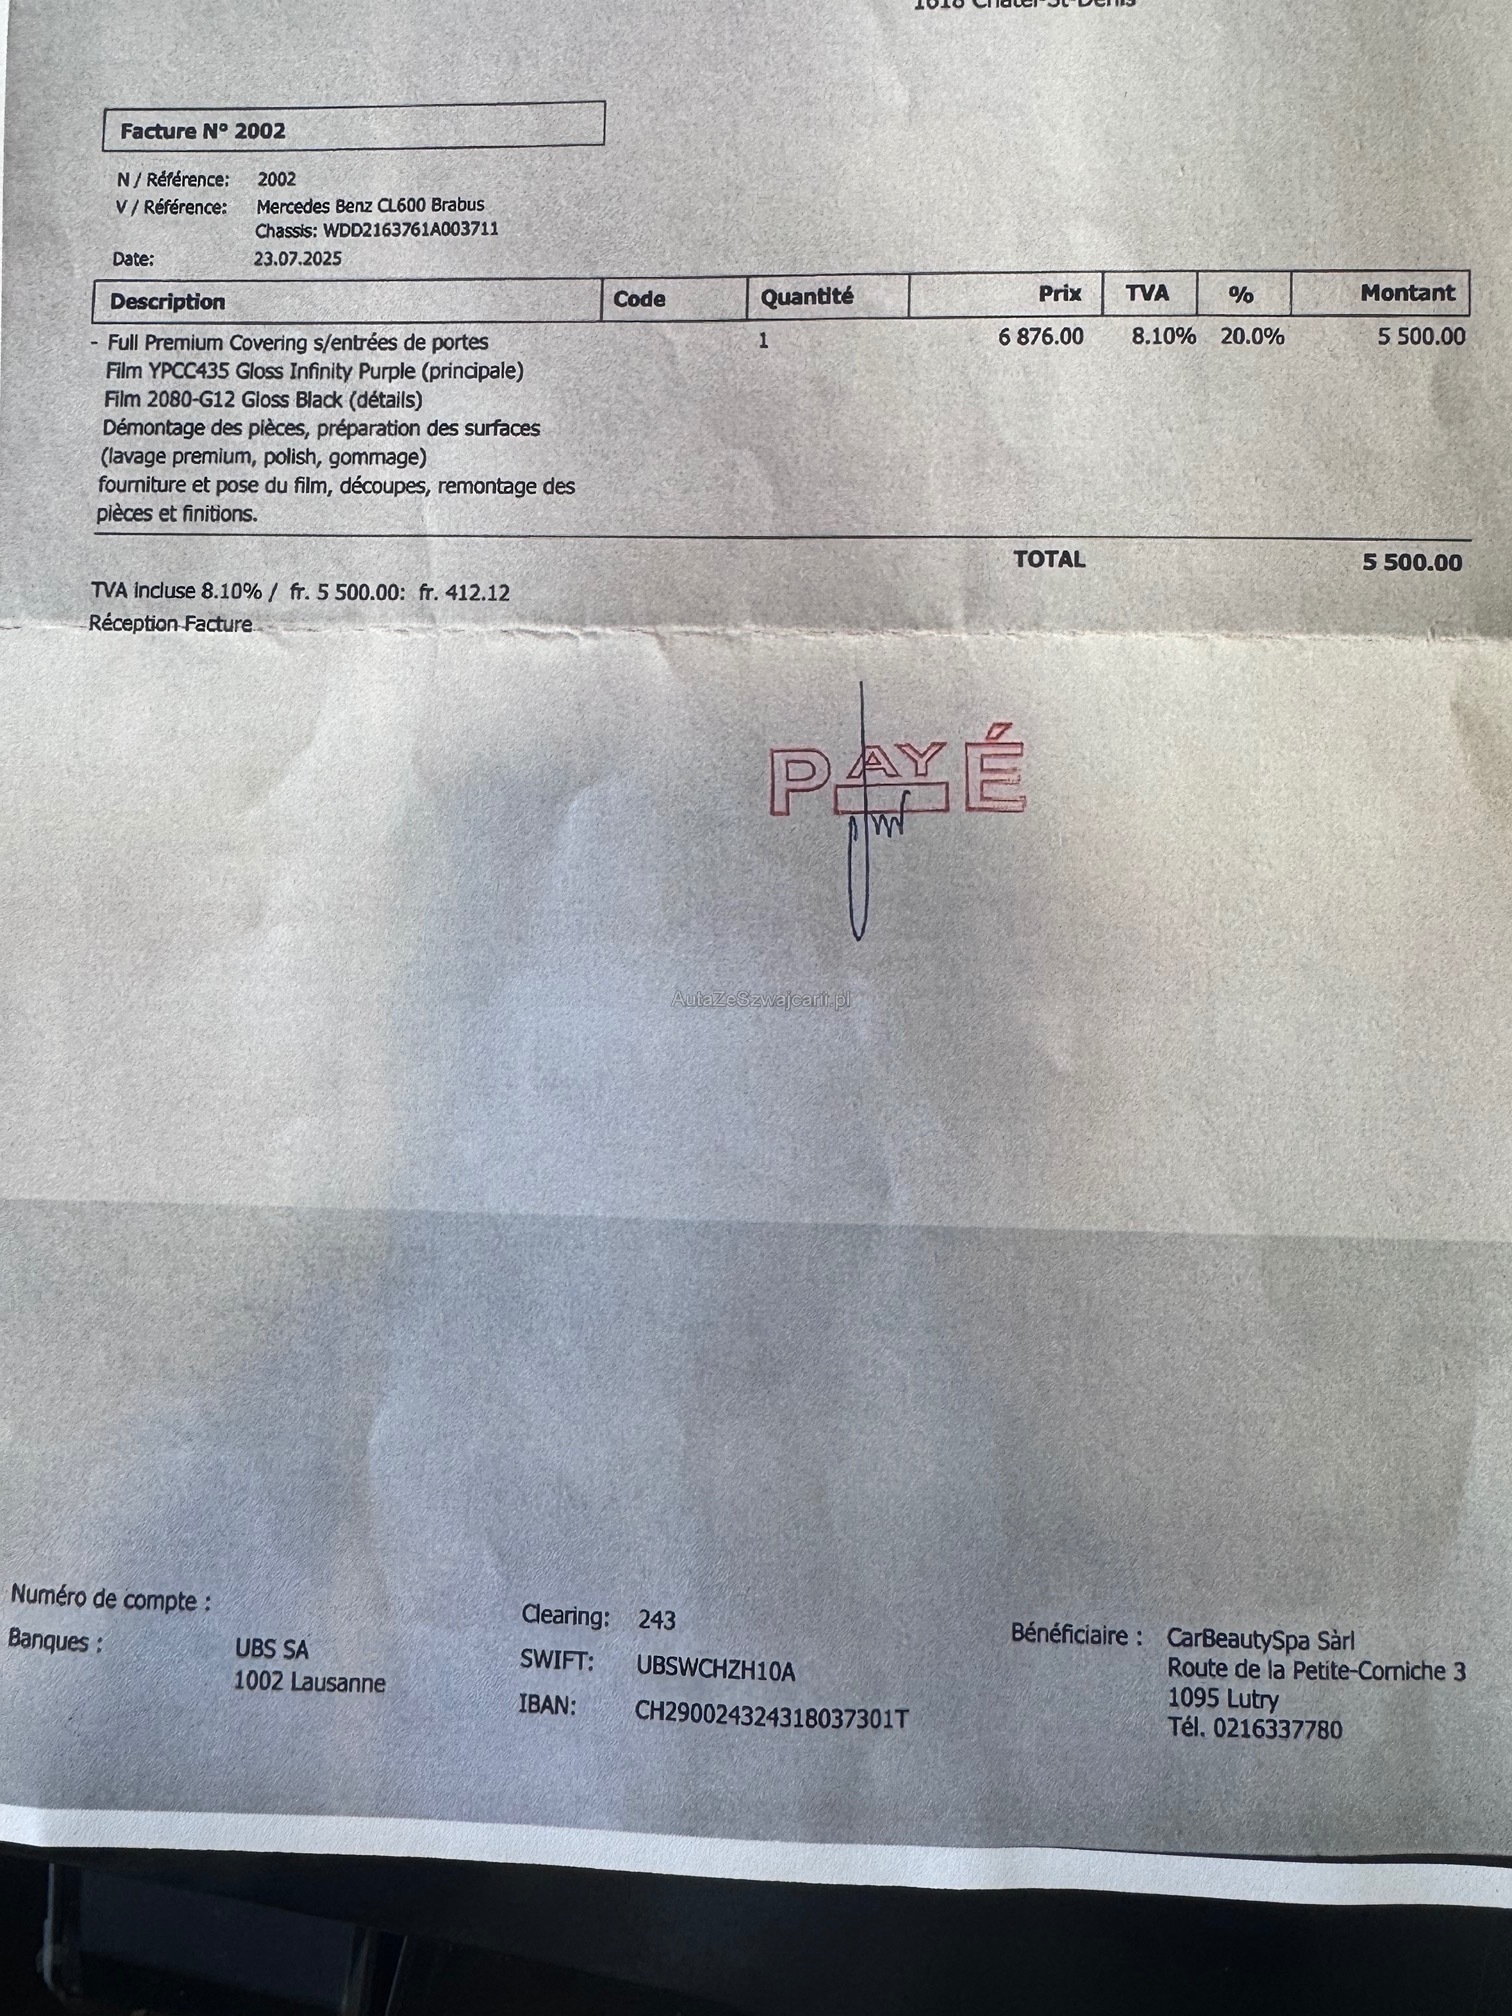 1618 Châtel-St-Denis
Facture N° 2002
N / Référence: 2002
V / Référence: Mercedes Benz CL600 Brabus
Chassis: WDD2163761A003711
Date: 23.07.2025
Description Code Quantité Prix TVA % Montant
- Full Premium Covering s/entrées de portes 1 6 876.00 8.10% 20.0% 5 500.00
Film YPCC435 Gloss Infinity Purple (principale)
Film 2080-G12 Gloss Black (détails)
Démontage des pièces, préparation des surfaces
(lavage premium, polish, gommage)
fourniture et pose du film, découpes, remontage des
pièces et finitions.
TOTAL 5 500.00
TVA incluse 8.10% / fr. 5 500.00: fr. 412.12
Réception Facture
PAYÉ
AutaZeSzwajcarii.pl
Numéro de compte :
Banques : UBS SA
1002 Lausanne
Clearing: 243
SWIFT: UBSWCHZH10A
IBAN: CH290024324318037301T
Bénéficiaire : CarBeautySpa Sàrl
Route de la Petite-Corniche 3
1095 Lutry
Tél. 0216337780